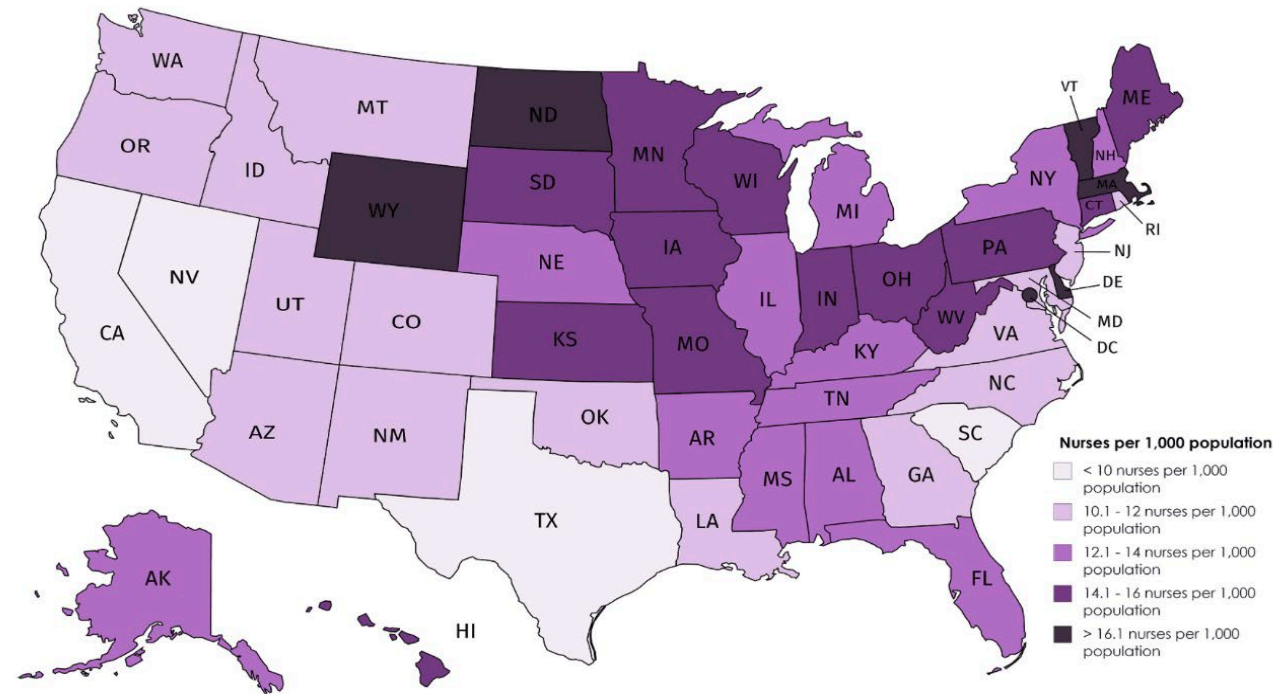 WA
MT
ND
VT
ME
OR
ID
MN
NH
SD
WI
NY
MA
WY
MI
CT
RI
NV
NE
IA
PA
NJ
UT
IL
IN
OH
DE
CA
CO
WV
MD
KS
MO
VA
DC
KY
NC
TN
OK
AZ
NM
AR
SC
MS
AL
GA
TX
LA
AK
FL
HI
Nurses per 1,000 population
< 10 nurses per 1,000
population
10.1 - 12 nurses per 1,000
population
12.1 - 14 nurses per 1,000
population
14.1 - 16 nurses per 1,000
population
> 16.1 nurses per 1,000
population